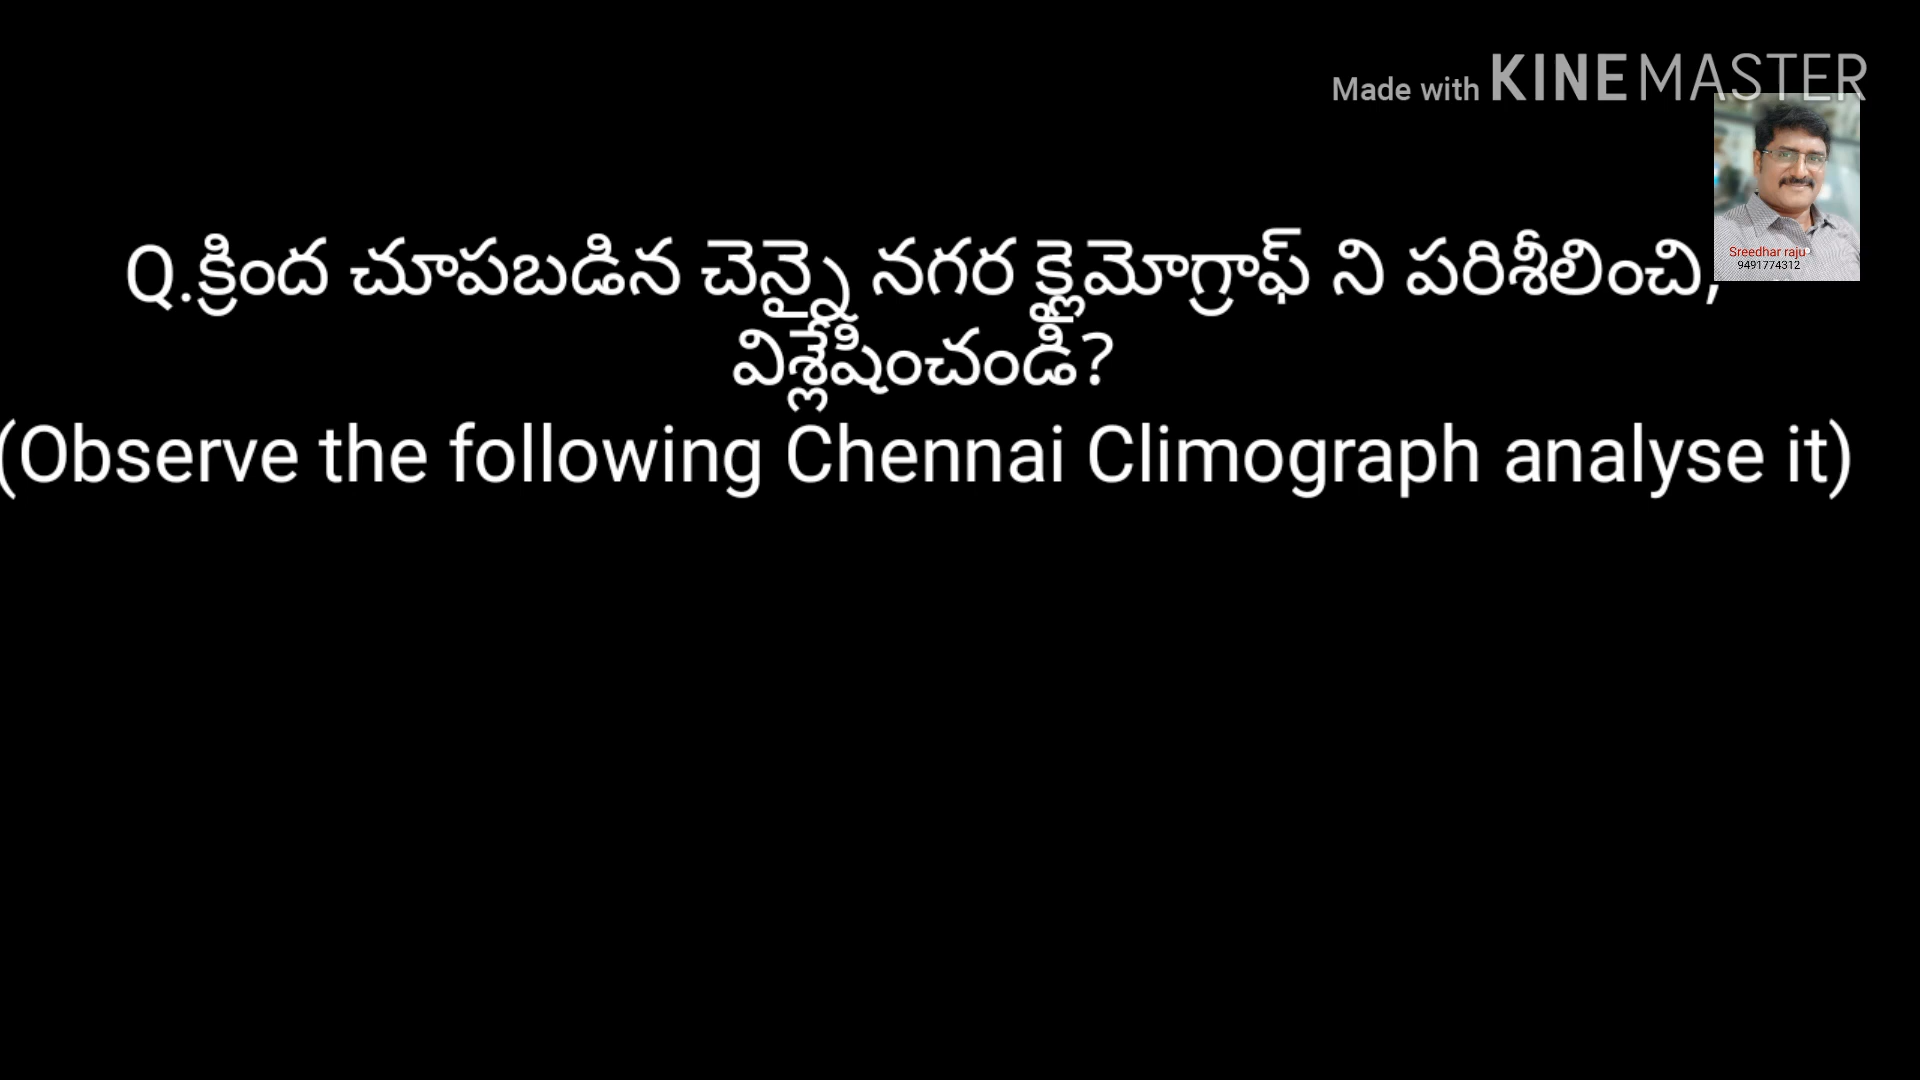 Made with KINEMASTER
Sreedhar raju
9491774312
Q.క్రింద చూపబడిన చెన్నై నగర క్లైమోగ్రాఫ్ ని పరిశీలించి,
విశ్లేషించండి?
(Observe the following Chennai Climograph analyse it)